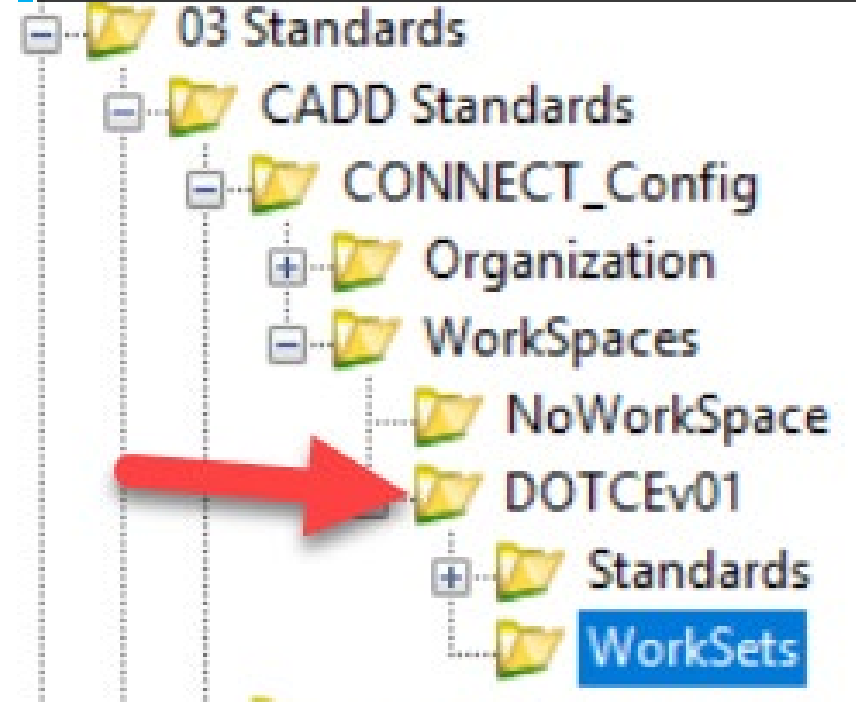 03 Standards
CADD Standards
CONNECT_Config
Organization
WorkSpaces
NoWorkSpace
DOTCEv01
Standards
WorkSets